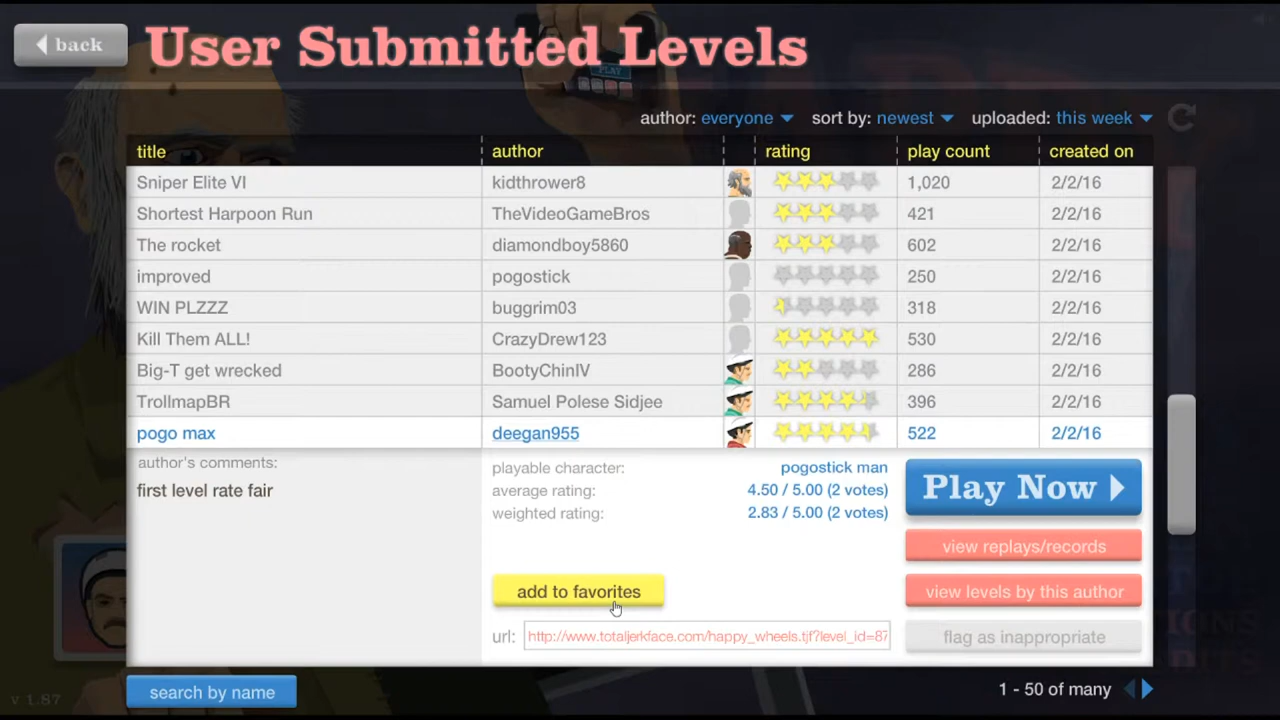 back
User Submitted Levels
author: everyone sort by: newest uploaded: this week
title author rating play count created on
Sniper Elite VI kidthrower8 1,020 2/2/16
Shortest Harpoon Run TheVideoGameBros 421 2/2/16
The rocket diamondboy5860 602 2/2/16
improved pogostick 250 2/2/16
WIN PLZZZ buggrim03 318 2/2/16
Kill Them ALL! CrazyDrew123 530 2/2/16
Big-T get wrecked BootyChinIV 286 2/2/16
TrollmapBR Samuel Polese Sidjee 396 2/2/16
pogo max deegan955 522 2/2/16
author's comments:
first level rate fair
playable character: pogostick man
average rating: 4.50 / 5.00 (2 votes)
weighted rating: 2.83 / 5.00 (2 votes)
add to favorites
url: http://www.totaljerkface.com/happy_wheels.tjf?level_id=87
Play Now
view replays/records
view levels by this author
flag as inappropriate
v 1.87
search by name
1 - 50 of many